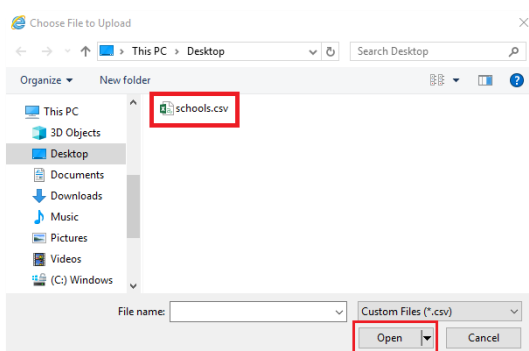 Choose File to Upload
This PC > Desktop
Search Desktop
Organize
New folder
This PC
schools.csv
3D Objects
Desktop
Documents
Downloads
Music
Pictures
Videos
(C:) Windows
File name:
Custom Files (*.csv)
Open
Cancel